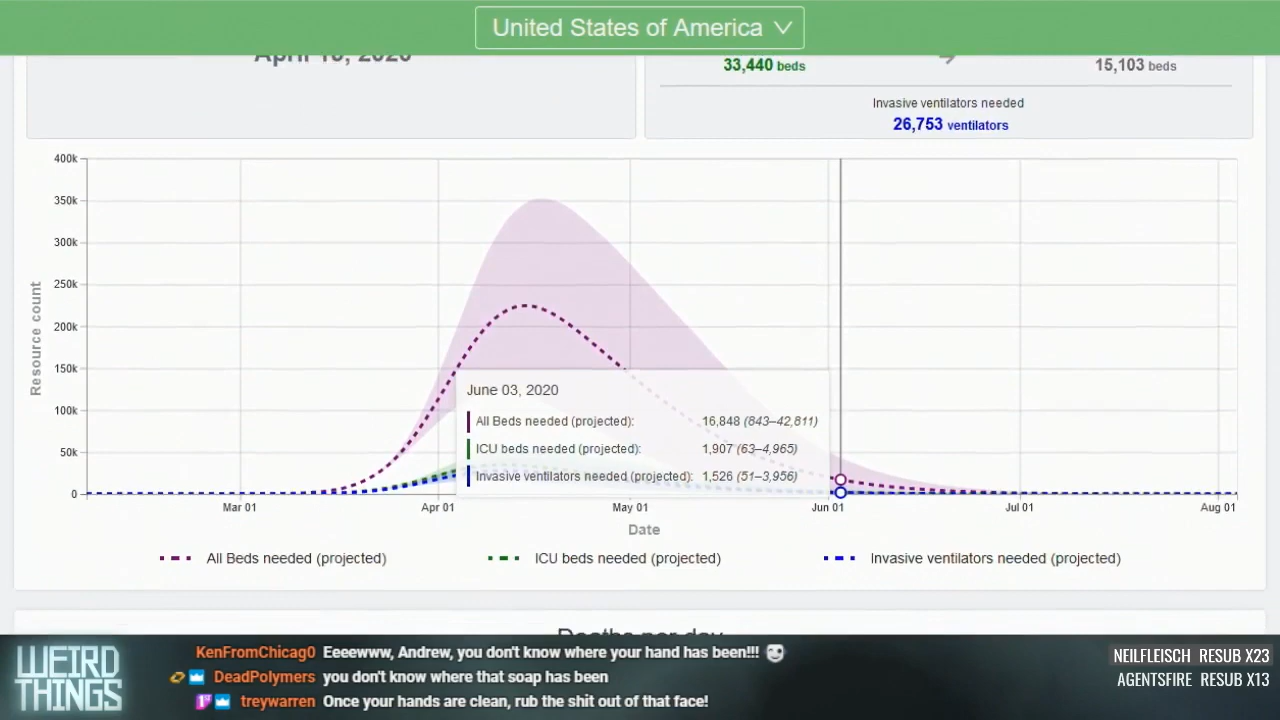 United States of America
April 15, 2020
33,440 beds
15,103 beds
Invasive ventilators needed
26,753 ventilators
400k
350k
300k
250k
200k
150k
100k
50k
0
Resource count
June 03, 2020
All Beds needed (projected): 16,848 (843–42,811)
ICU beds needed (projected): 1,907 (63–4,965)
Invasive ventilators needed (projected): 1,526 (51–3,956)
Mar 01 Apr 01 May 01 Jun 01 Jul 01 Aug 01
Date
All Beds needed (projected) ICU beds needed (projected) Invasive ventilators needed (projected)
Deaths per day
WEIRD
THINGS
KenFromChicag0 Eeeewww, Andrew, you don't know where your hand has been!!!
DeadPolymers you don't know where that soap has been
treywarren Once your hands are clean, rub the shit out of that face!
NEILFLEISCH RESUB X23
AGENTSFIRE RESUB X13